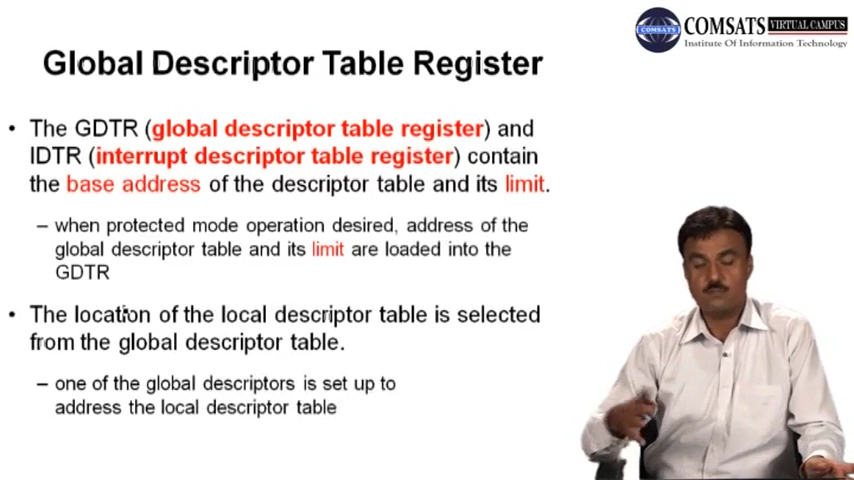 COMSATS VIRTUAL CAMPUS
COMSATS
Institute Of Information Technology
Global Descriptor Table Register
• The GDTR (global descriptor table register) and
IDTR (interrupt descriptor table register) contain
the base address of the descriptor table and its limit.
– when protected mode operation desired, address of the
global descriptor table and its limit are loaded into the
GDTR
• The location of the local descriptor table is selected
from the global descriptor table.
– one of the global descriptors is set up to
address the local descriptor table